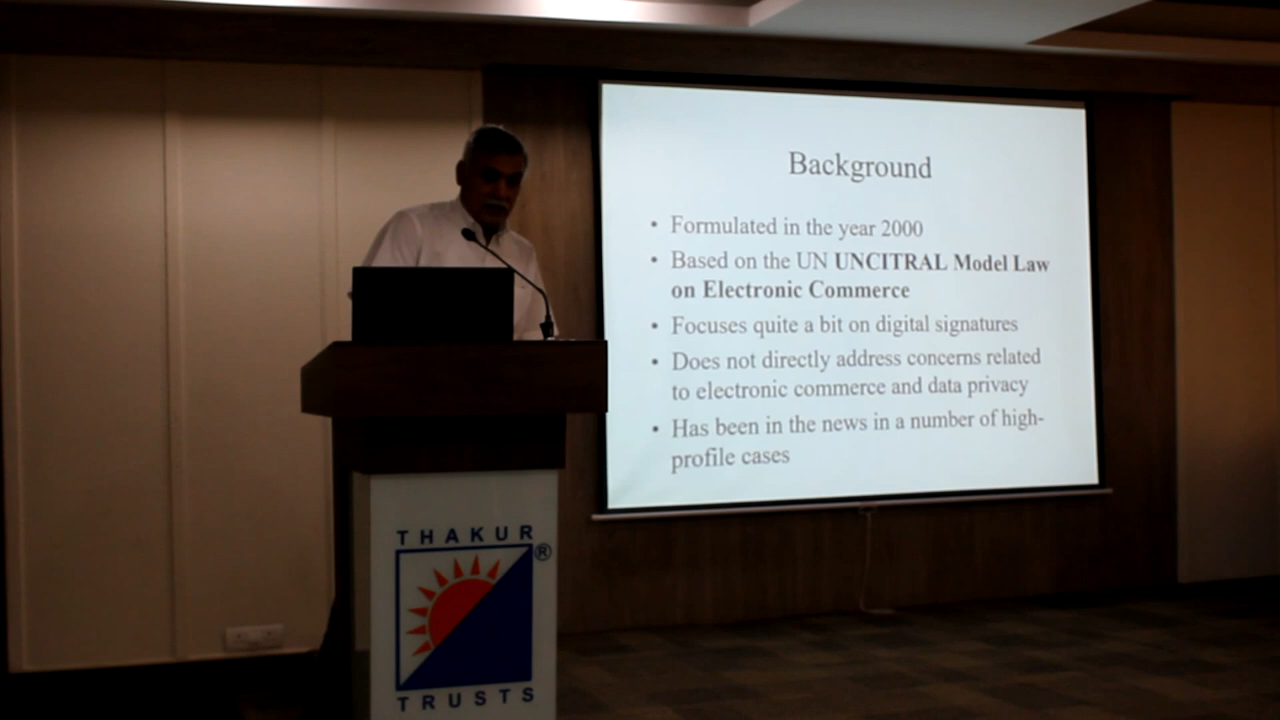 Background
• Formulated in the year 2000
• Based on the UN UNCITRAL Model Law
on Electronic Commerce
• Focuses quite a bit on digital signatures
• Does not directly address concerns related
to electronic commerce and data privacy
• Has been in the news in a number of high-
profile cases
THAKUR
®
TRUSTS